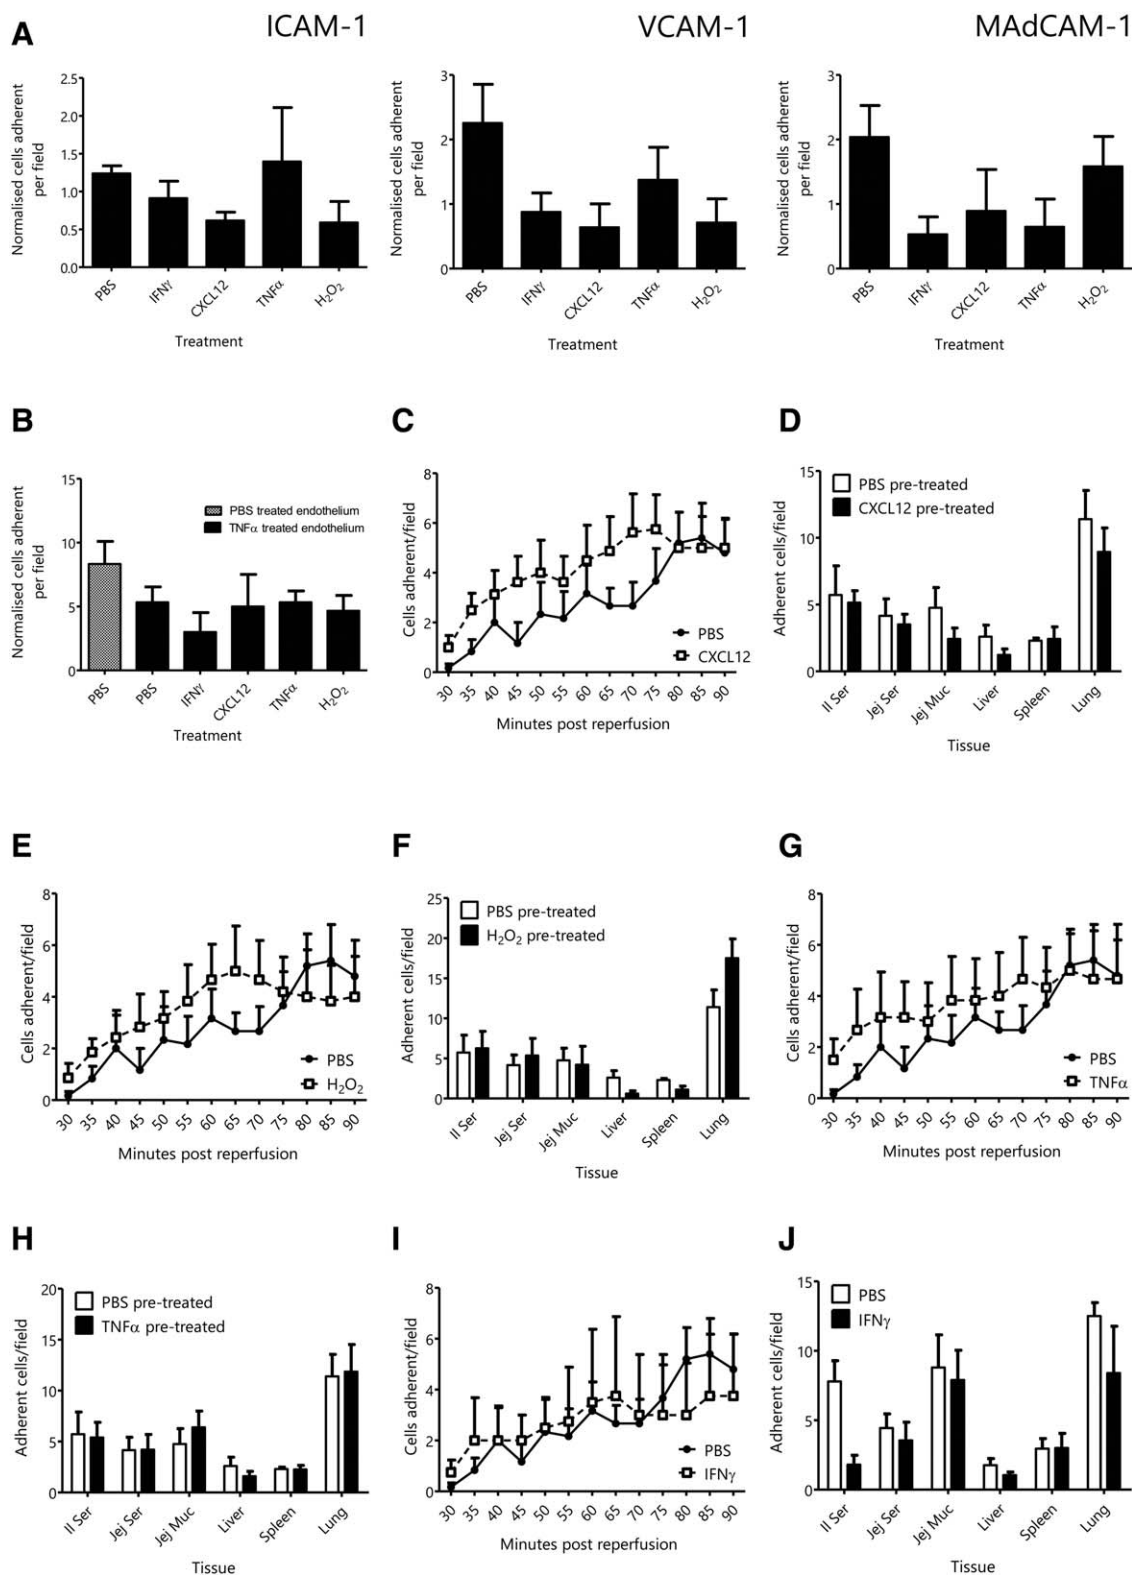 A
ICAM-1
VCAM-1
MAdCAM-1
Normalised cells adherent
per field
2.5
2.0
1.5
1.0
0.5
0.0
PBS
IFNγ
CXCL12
TNFα
H₂O₂
Treatment
Normalised cells adherent
per field
3
2
1
0
PBS
IFNγ
CXCL12
TNFα
H₂O₂
Treatment
Normalised cells adherent
per field
3
2
1
0
PBS
IFNγ
CXCL12
TNFα
H₂O₂
Treatment
B
Normalised cells adherent
per field
15
10
5
0
PBS treated endothelium
TNFα treated endothelium
PBS
PBS
IFNγ
CXCL12
TNFα
H₂O₂
Treatment
C
Cells adherent/field
8
6
4
2
0
PBS
CXCL12
30
35
40
45
50
55
60
65
70
75
80
85
90
Minutes post reperfusion
D
Adherent cells/field
15
10
5
0
PBS pre-treated
CXCL12 pre-treated
Il Ser
Jej Ser
Jej Muc
Liver
Spleen
Lung
Tissue
E
Cells adherent/field
8
6
4
2
0
PBS
H₂O₂
30
35
40
45
50
55
60
65
70
75
80
85
90
Minutes post reperfusion
F
Adherent cells/field
25
20
15
10
5
0
PBS pre-treated
H₂O₂ pre-treated
Il Ser
Jej Ser
Jej Muc
Liver
Spleen
Lung
Tissue
G
Cells adherent/field
8
6
4
2
0
PBS
TNFα
30
35
40
45
50
55
60
65
70
75
80
85
90
Minutes post reperfusion
H
Adherent cells/field
20
15
10
5
0
PBS pre-treated
TNFα pre-treated
Il Ser
Jej Ser
Jej Muc
Liver
Spleen
Lung
Tissue
I
Cells adherent/field
8
6
4
2
0
PBS
IFNγ
30
35
40
45
50
55
60
65
70
75
80
85
90
Minutes post reperfusion
J
Adherent cells/field
15
10
5
0
PBS
IFNγ
Il Ser
Jej Ser
Jej Muc
Liver
Spleen
Lung
Tissue